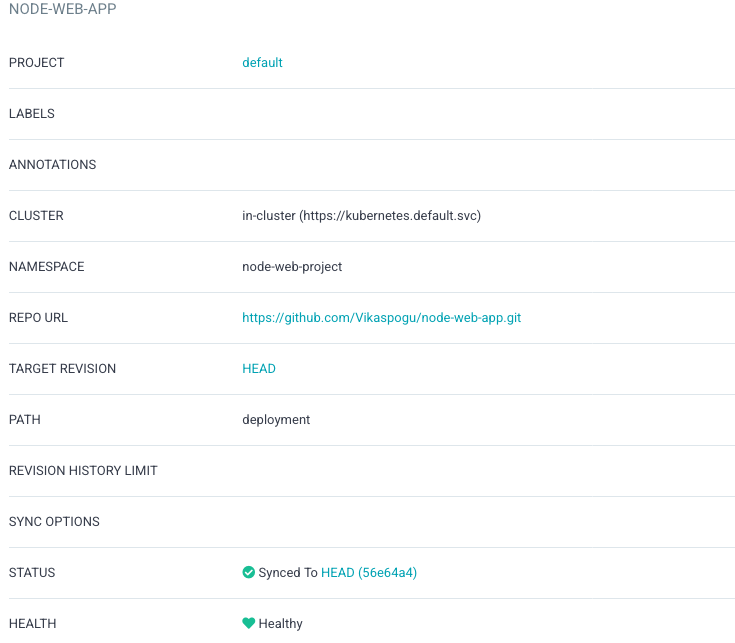 NODE-WEB-APP
PROJECT default
LABELS
ANNOTATIONS
CLUSTER in-cluster (https://kubernetes.default.svc)
NAMESPACE node-web-project
REPO URL https://github.com/Vikaspogu/node-web-app.git
TARGET REVISION HEAD
PATH deployment
REVISION HISTORY LIMIT
SYNC OPTIONS
STATUS Synced To HEAD (56e64a4)
HEALTH Healthy